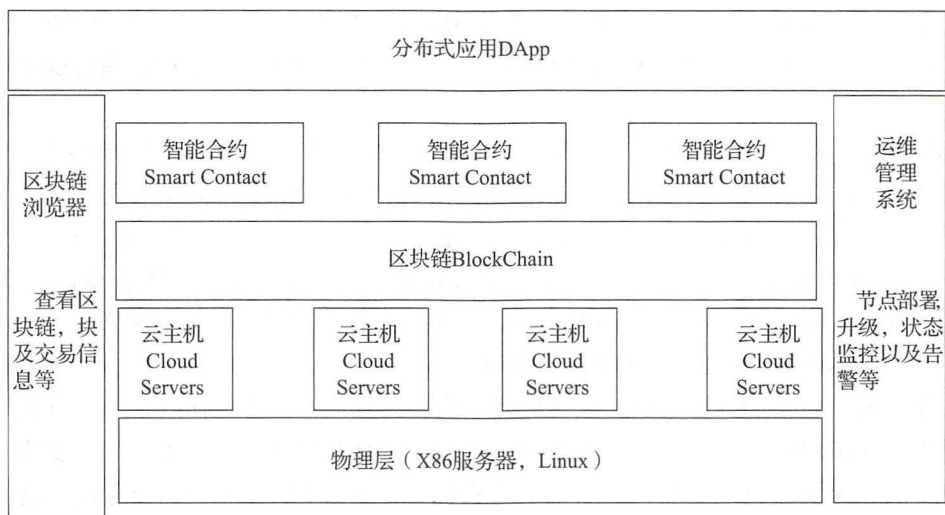 分布式应用DApp
区块链
浏览器
查看区
块链，块
及交易信
息等
智能合约
Smart Contact
智能合约
Smart Contact
智能合约
Smart Contact
区块链BlockChain
云主机
Cloud
Servers
云主机
Cloud
Servers
云主机
Cloud
Servers
云主机
Cloud
Servers
物理层（X86服务器，Linux）
运维
管理
系统
节点部署，
升级，状态
监控以及告
警等